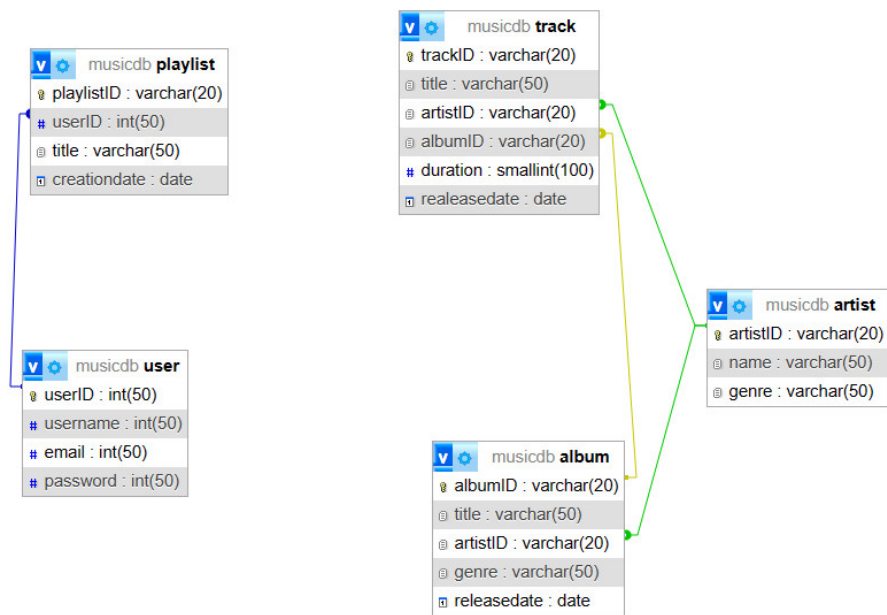 musicdb playlist
playlistID : varchar(20)
# userID : int(50)
title : varchar(50)
creationdate : date
musicdb track
trackID : varchar(20)
title : varchar(50)
artistID : varchar(20)
albumID : varchar(20)
# duration : smallint(100)
realeasedate : date
musicdb artist
artistID : varchar(20)
name : varchar(50)
genre : varchar(50)
musicdb user
userID : int(50)
# username : int(50)
# email : int(50)
# password : int(50)
musicdb album
albumID : varchar(20)
title : varchar(50)
artistID : varchar(20)
genre : varchar(50)
releasedate : date